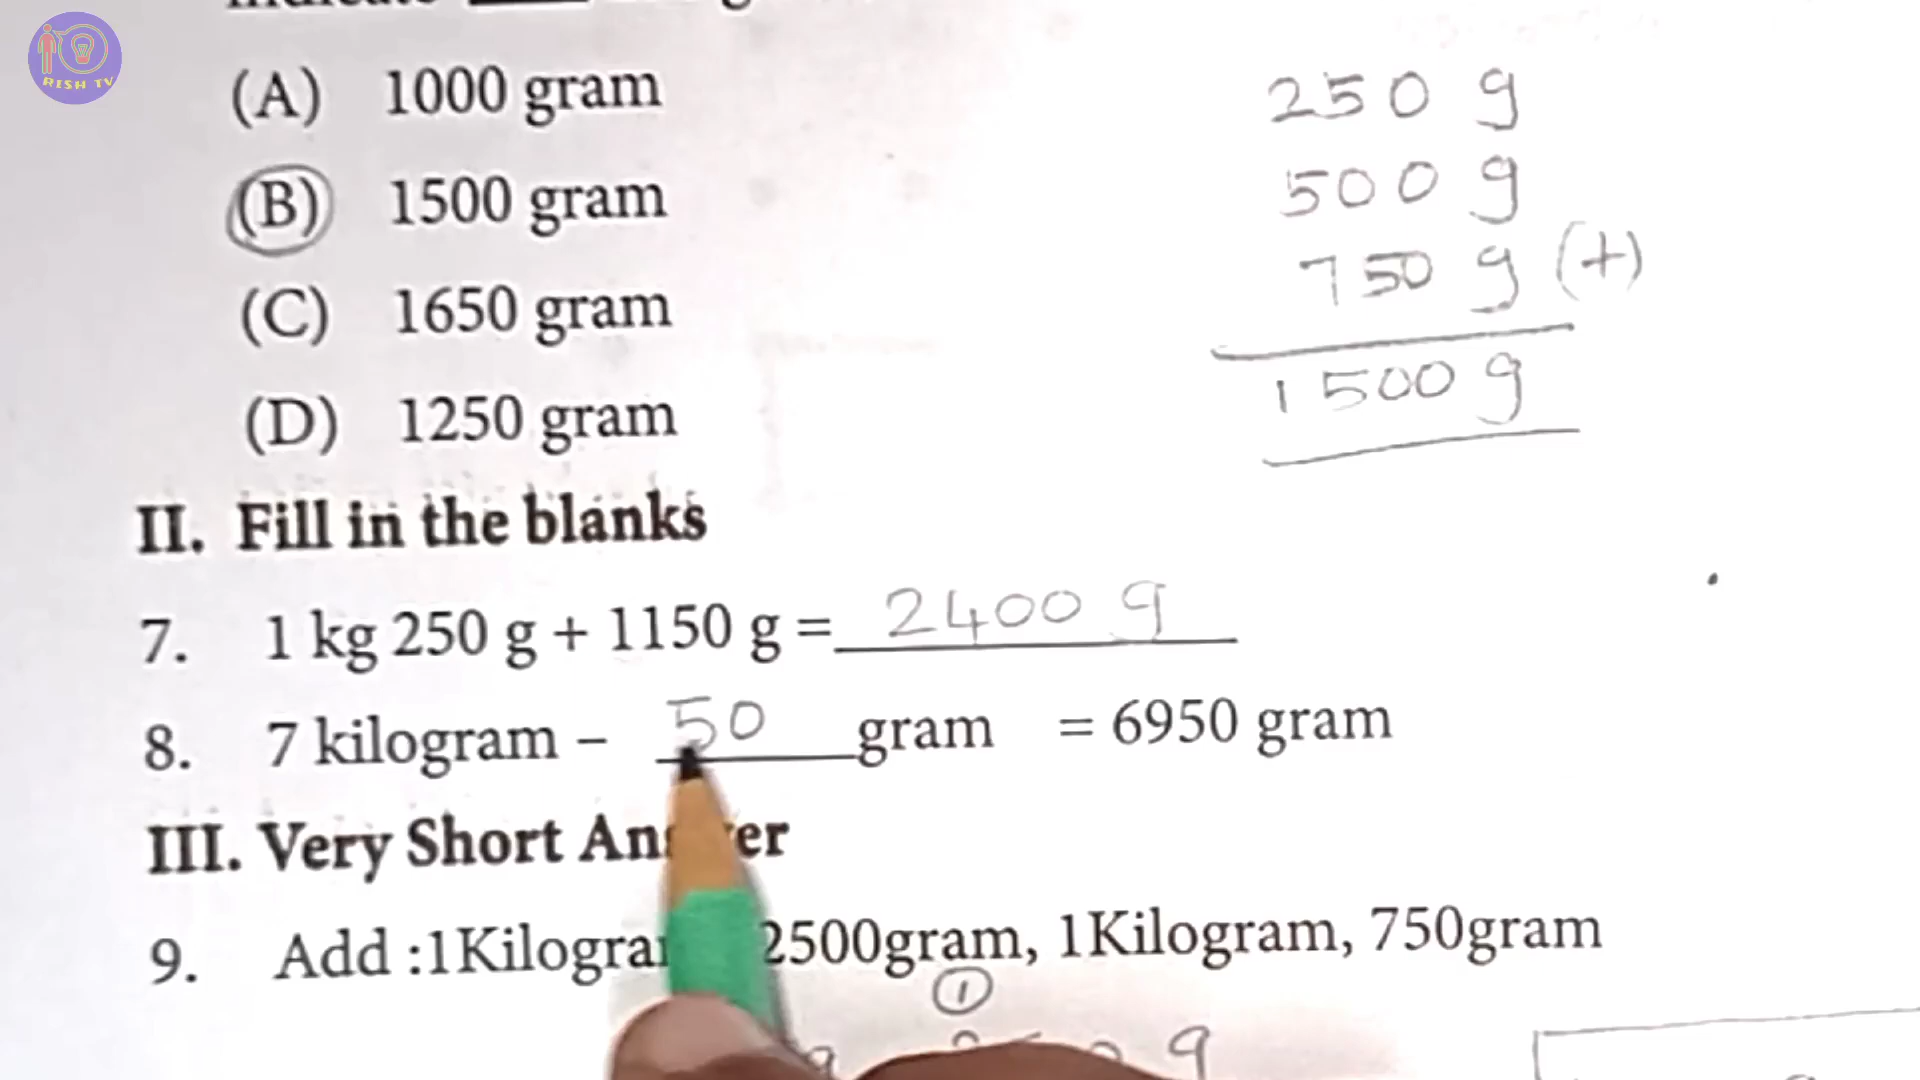 RISH TV
(A) 1000 gram
(B) 1500 gram
(C) 1650 gram
(D) 1250 gram
250 g
500 g
750 g (+)
1500 g
II. Fill in the blanks
7. 1 kg 250 g + 1150 g = 2400 g
8. 7 kilogram – 50 gram = 6950 gram
III. Very Short
9. Add :1Kilogra 2500gram, 1Kilogram, 750gram
1
g